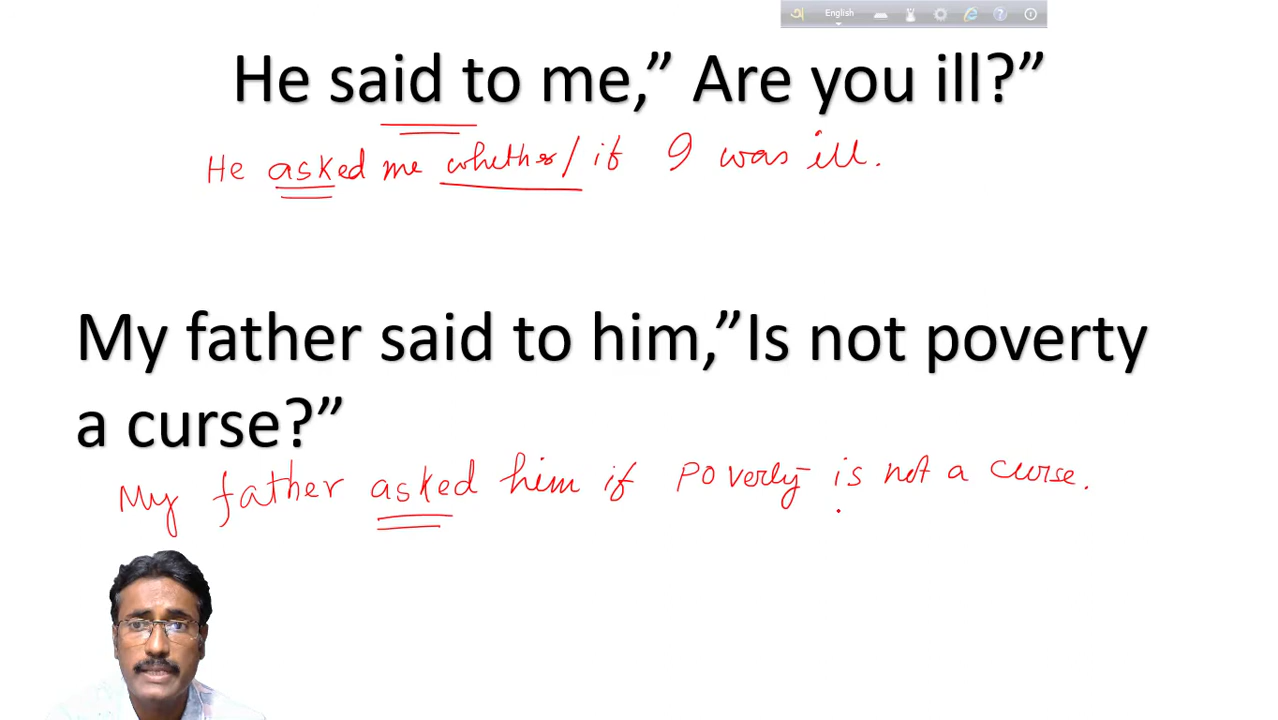 English
He said to me,” Are you ill?”
He asked me whether / if I was ill.
My father said to him,”Is not poverty
a curse?”
My father asked him if poverty is not a curse.